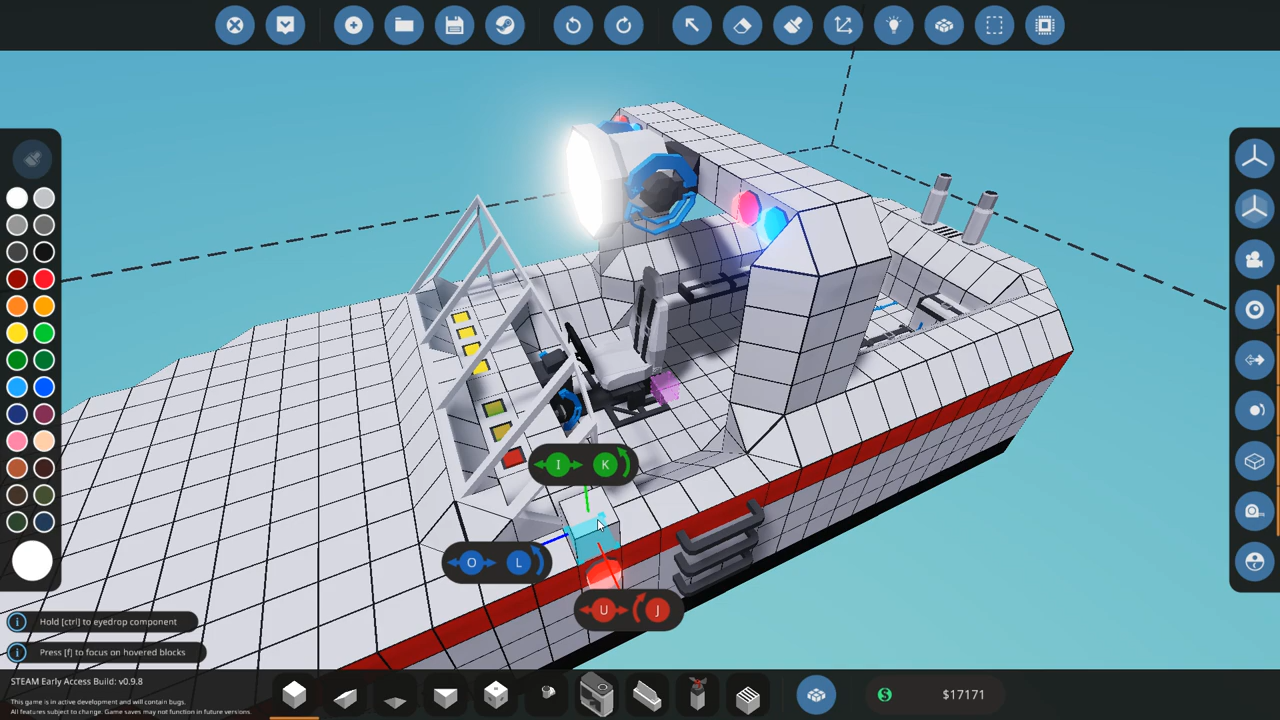 I K
O L
U J
Hold [ctrl] to eyedrop component
Press [f] to focus on hovered blocks
STEAM Early Access Build: v0.9.8
This game is in active development and will contain bugs.
All features subject to change. Game saves may not function in future versions.
$ $17171